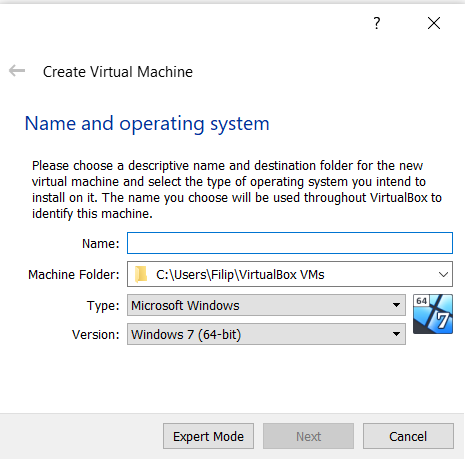 ?
Create Virtual Machine
Name and operating system
Please choose a descriptive name and destination folder for the new
virtual machine and select the type of operating system you intend to
install on it. The name you choose will be used throughout VirtualBox to
identify this machine.
Name:
Machine Folder: C:\Users\Filip\VirtualBox VMs
Type: Microsoft Windows 64 7
Version: Windows 7 (64-bit)
Expert Mode Next Cancel